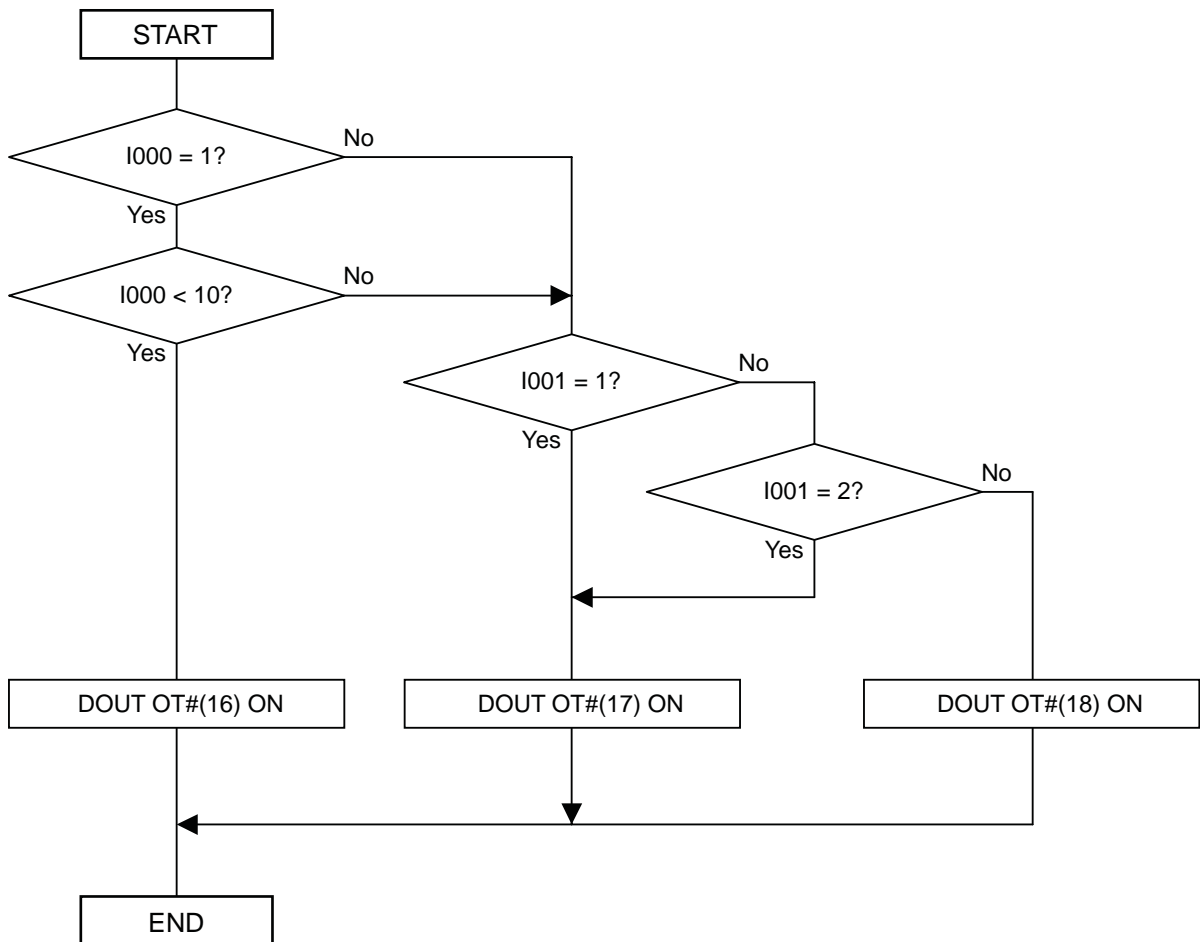 START
I000 = 1?
No
Yes
I000 < 10?
No
Yes
I001 = 1?
No
Yes
I001 = 2?
No
Yes
DOUT OT#(16) ON
DOUT OT#(17) ON
DOUT OT#(18) ON
END